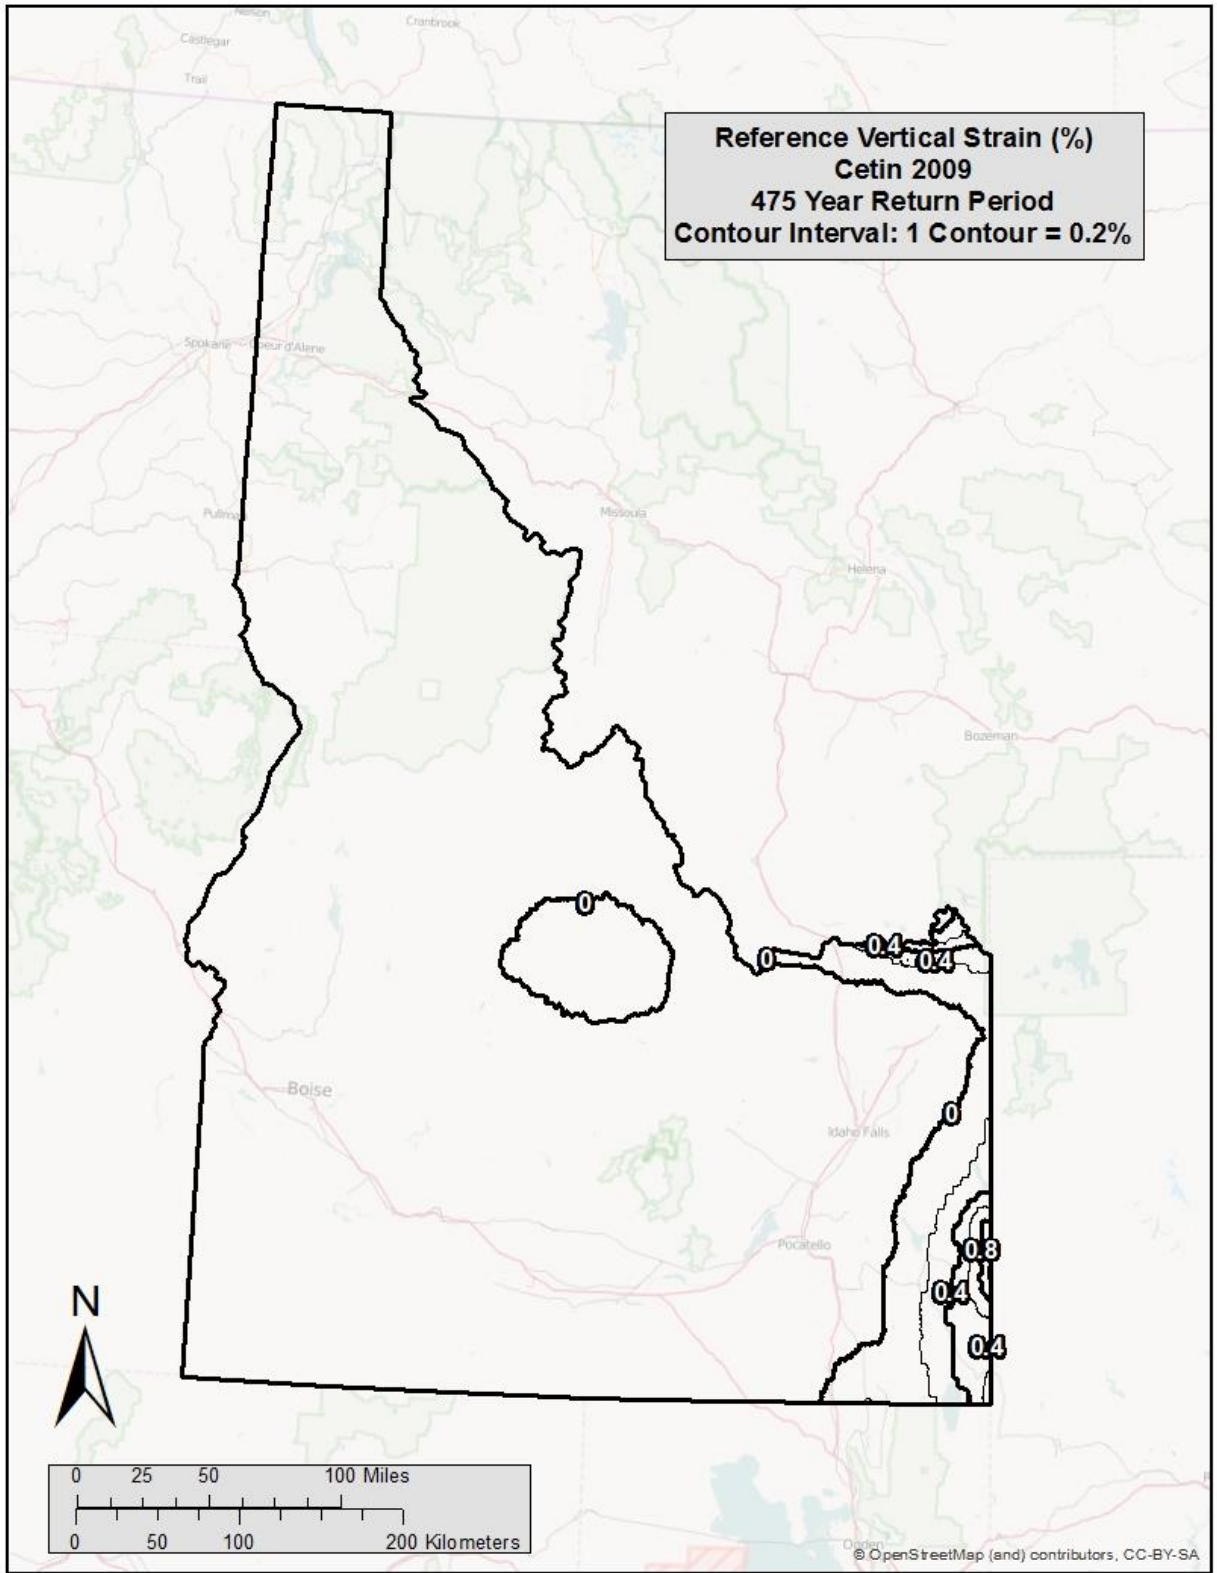 Nelson
Cranbrook
Castlegar
Trail
Reference Vertical Strain (%)
Cetin 2009
475 Year Return Period
Contour Interval: 1 Contour = 0.2%
Spokane
Coeur d'Alene
Pullman
Missoula
Helena
Bozeman
0
0.4
0.4
0
Boise
0
Idaho Falls
Pocatello
0.8
0.4
0.4
N
0 25 50 100 Miles
0 50 100 200 Kilometers
Ogden
© OpenStreetMap (and) contributors, CC-BY-SA